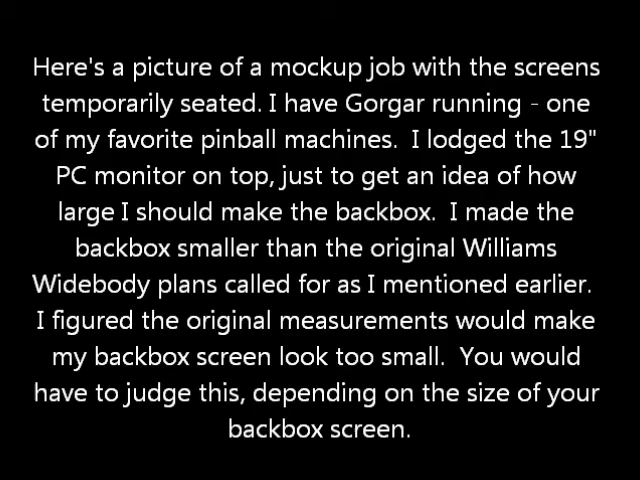 Here's a picture of a mockup job with the screens
temporarily seated. I have Gorgar running - one
of my favorite pinball machines.  I lodged the 19"
PC monitor on top, just to get an idea of how
large I should make the backbox.  I made the
backbox smaller than the original Williams
Widebody plans called for as I mentioned earlier.
I figured the original measurements would make
my backbox screen look too small.  You would
have to judge this, depending on the size of your
backbox screen.